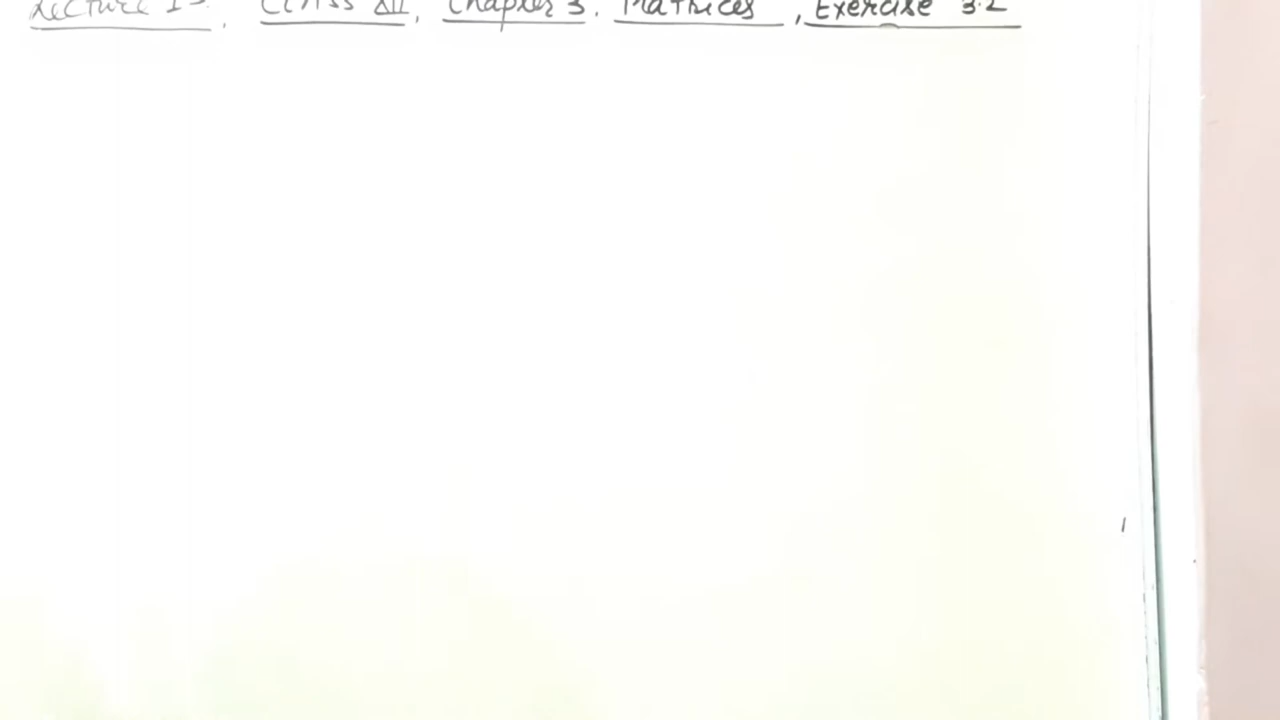 Lecture, Class XII, Chapter 3. Matrices, Exercise 3.2